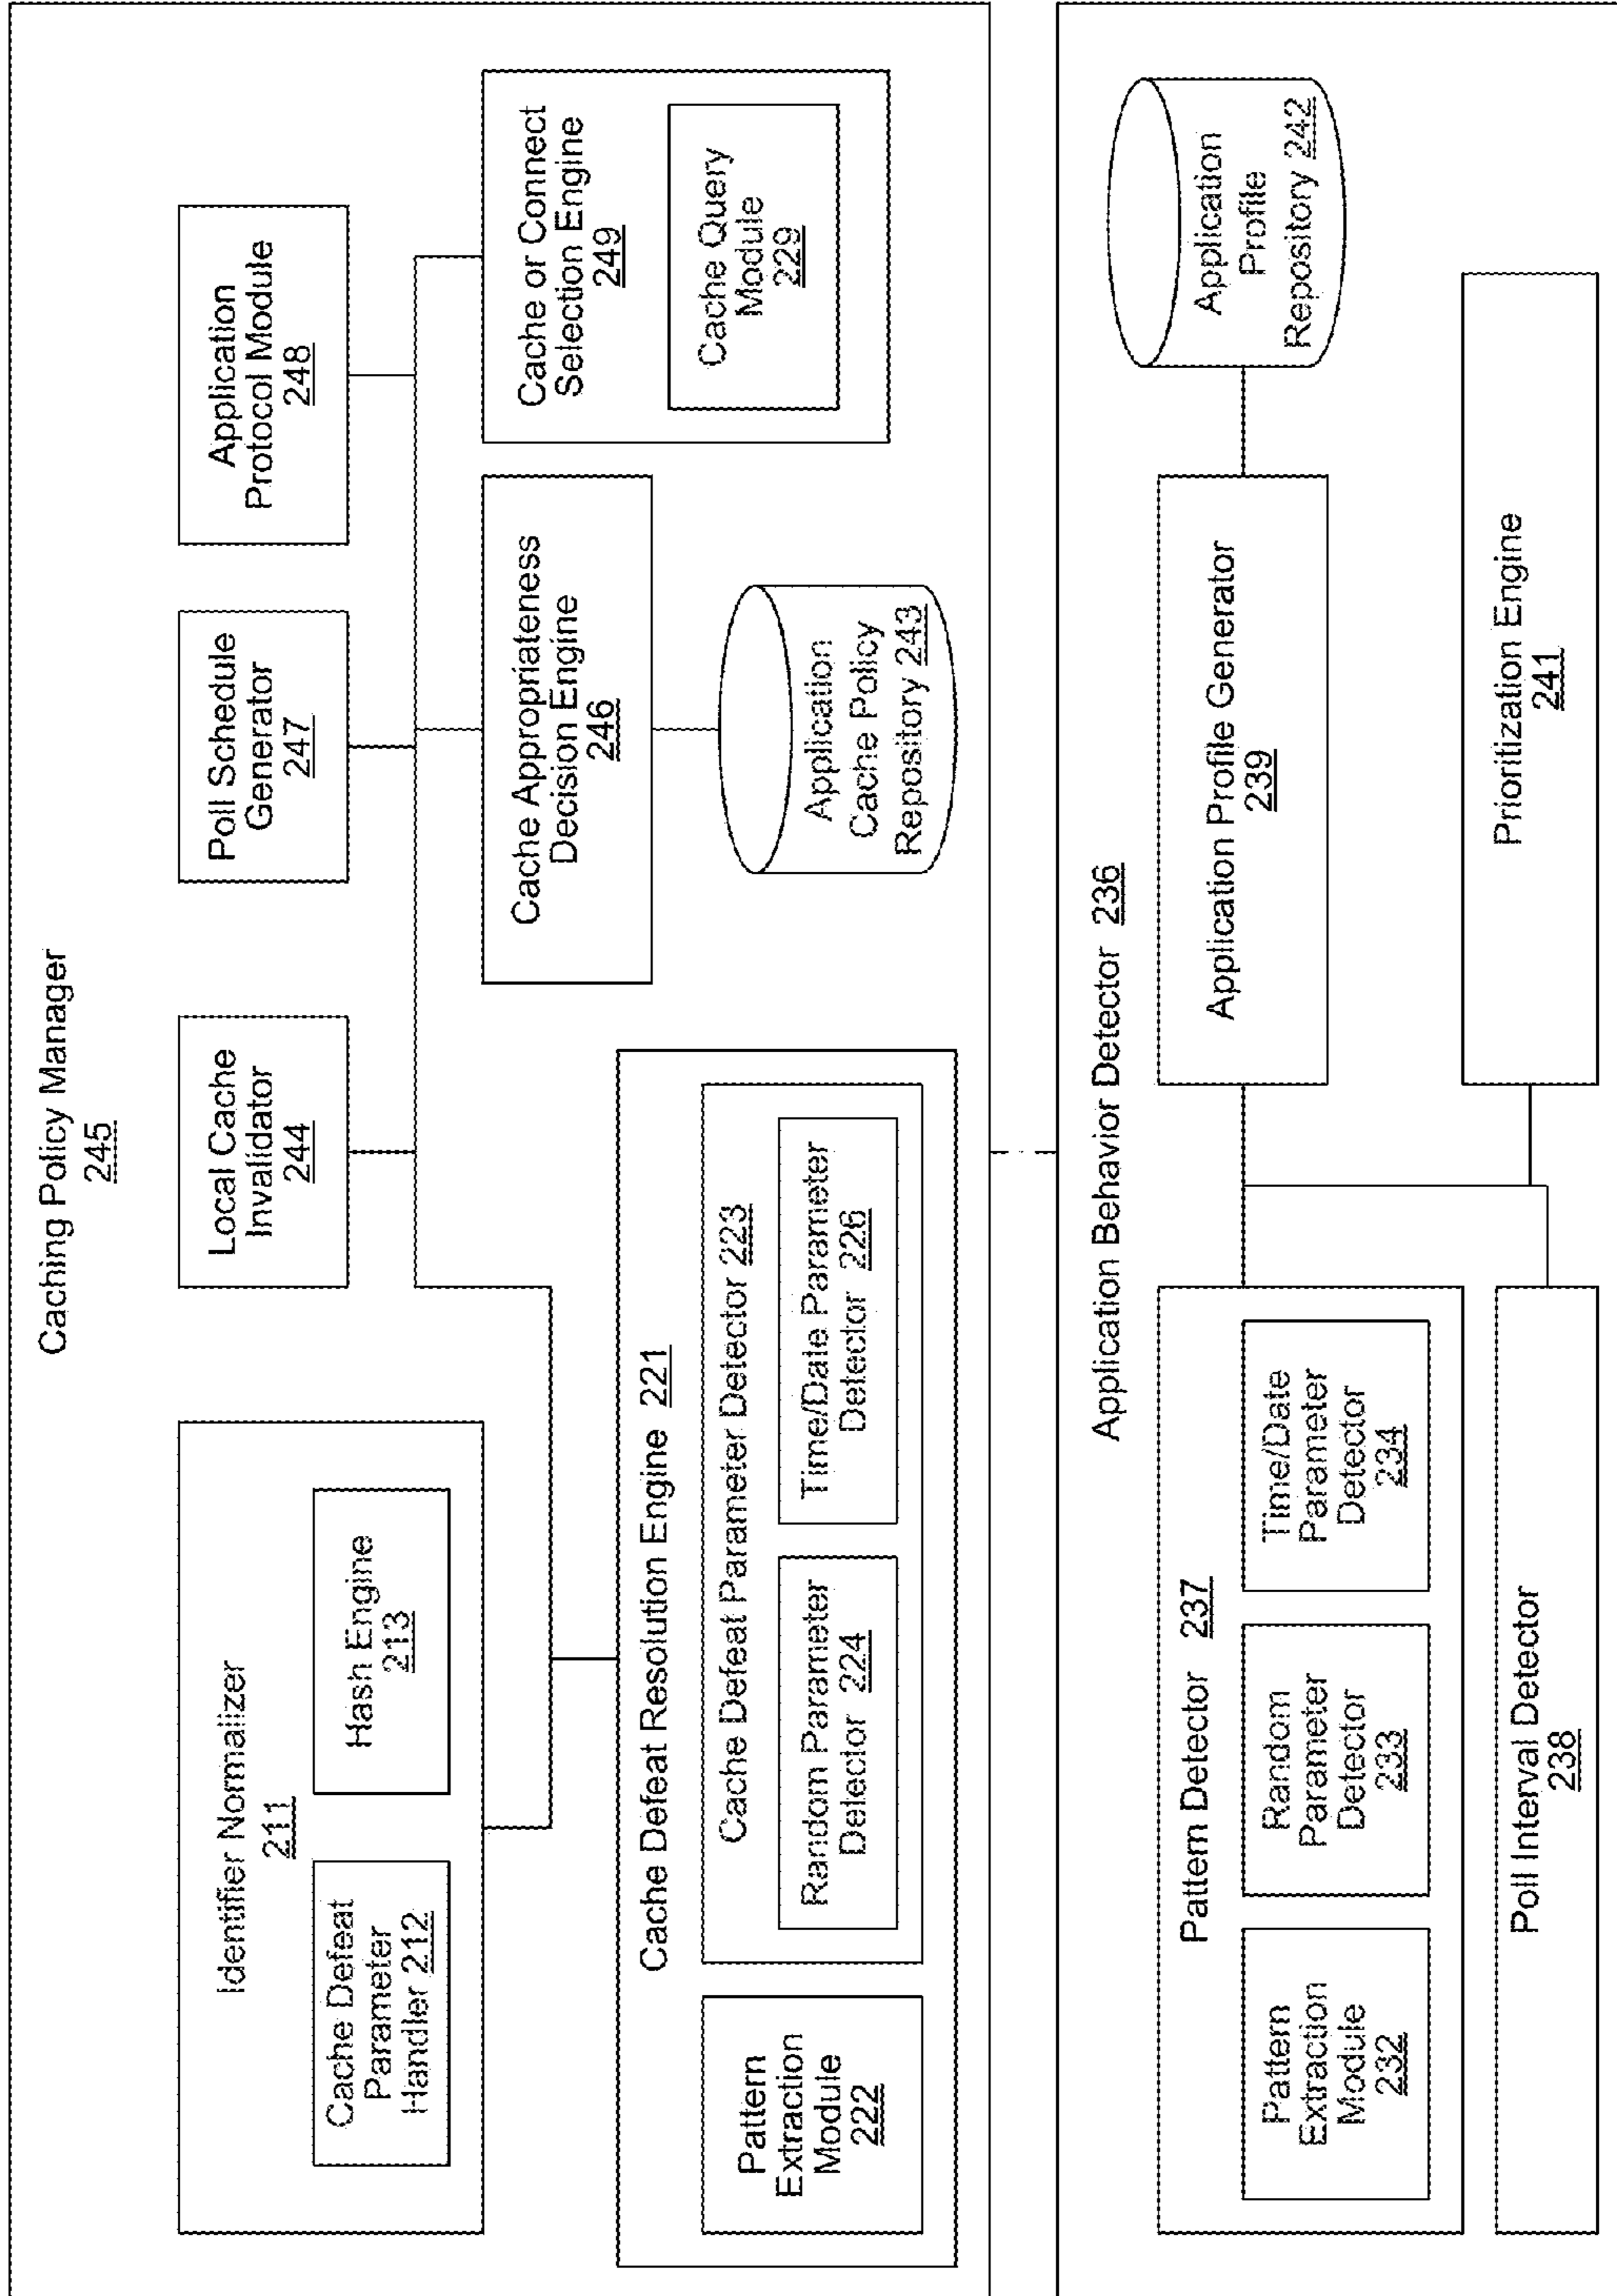 Caching Policy Manager
245
Identifier Normalizer
211
Cache Defeat
Parameter
Handler 212
Hash Engine
213
Local Cache
Invalidator
244
Poll Schedule
Generator
247
Application
Protocol Module
248
Cache Defeat Resolution Engine 221
Pattern
Extraction
Module
222
Cache Defeat Parameter Detector 223
Random Parameter
Detector 224
Time/Date Parameter
Detector 226
Cache Appropriateness
Decision Engine
246
Application
Cache Policy
Repository 243
Cache or Connect
Selection Engine
249
Cache Query
Module
229
Application Behavior Detector 236
Pattern Detector 237
Pattern
Extraction
Module
232
Random
Parameter
Detector
233
Time/Date
Parameter
Detector
234
Poll Interval Detector
238
Application Profile Generator
239
Application
Profile
Repository 242
Prioritization Engine
241